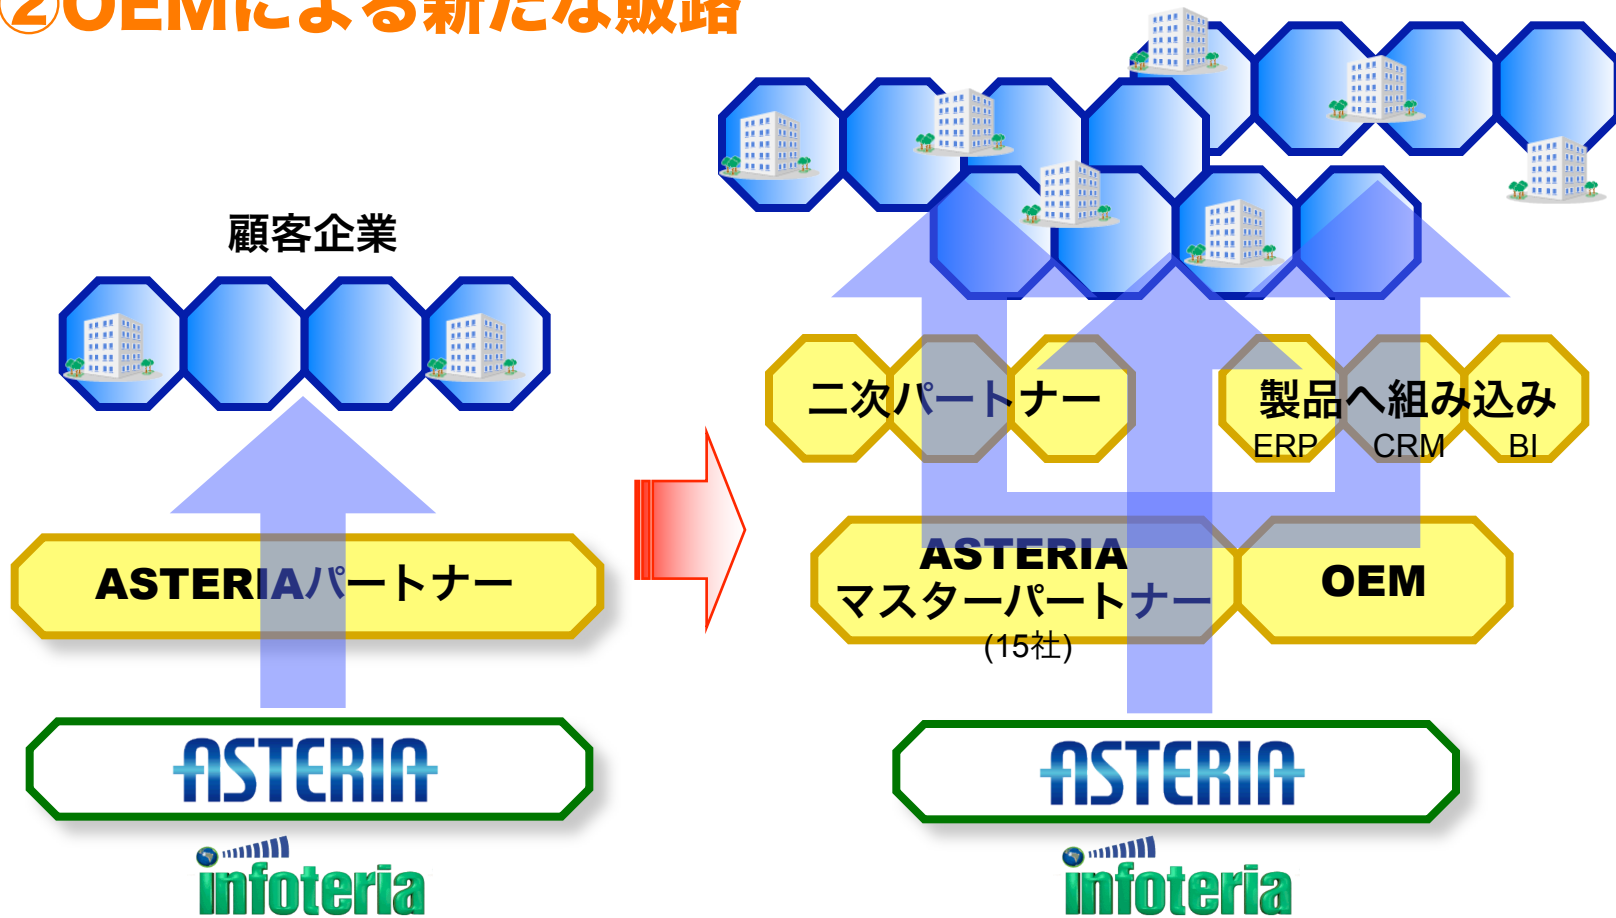 ②OEMによる新たな販路
顧客企業
ASTERIAパートナー
ASTERIA
infoteria
二次パートナー
製品へ組み込み
ERP CRM BI
ASTERIA
マスターパートナー
(15社)
OEM
ASTERIA
infoteria